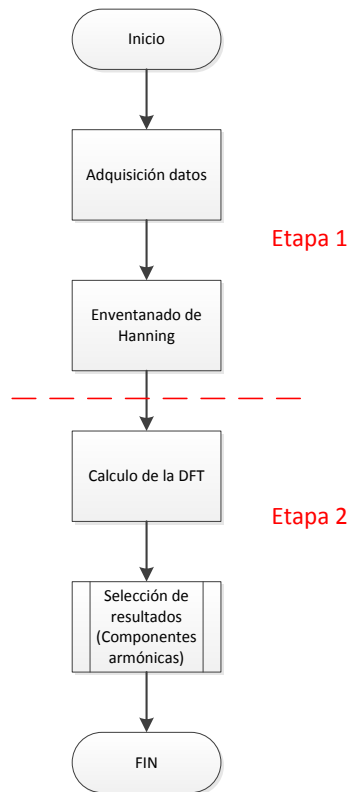 Inicio
Adquisición datos
Etapa 1
Enventanado de
Hanning
Calculo de la DFT
Etapa 2
Selección de
resultados
(Componentes
armónicas)
FIN